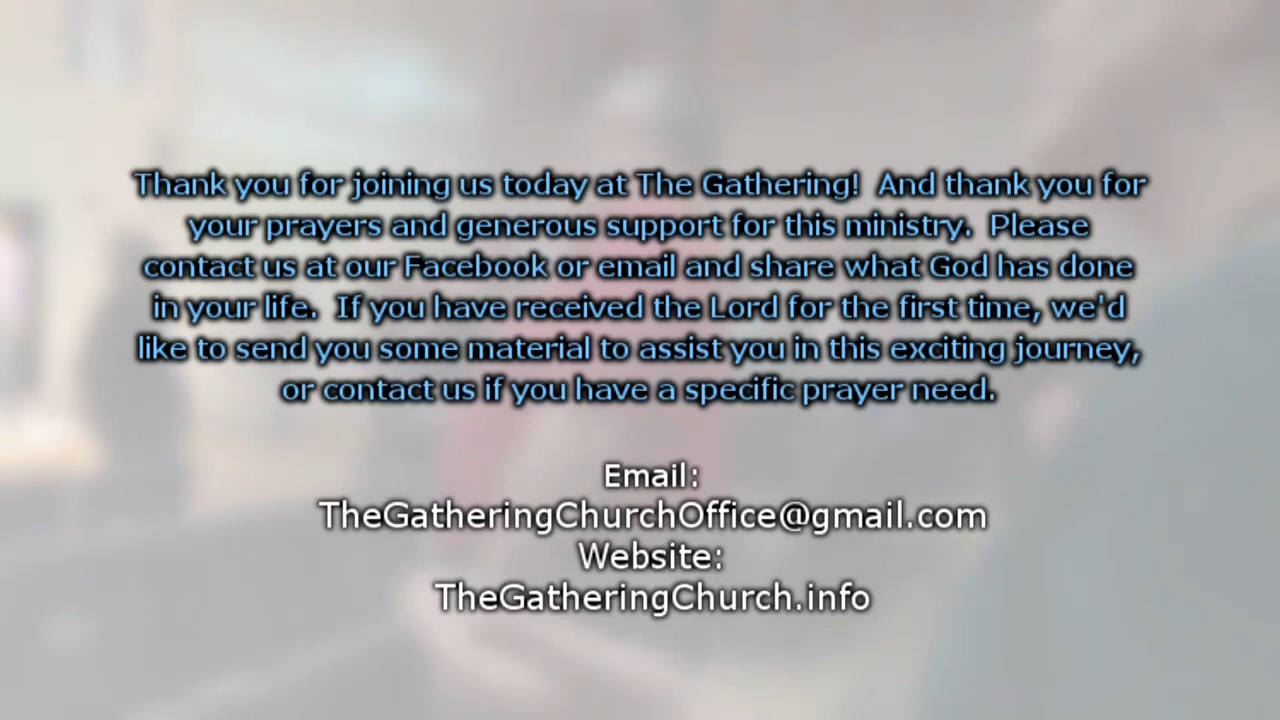 Thank you for joining us today at The Gathering!  And thank you for
your prayers and generous support for this ministry.  Please
contact us at our Facebook or email and share what God has done
in your life.  If you have received the Lord for the first time, we'd
like to send you some material to assist you in this exciting journey,
or contact us if you have a specific prayer need.
Email:
TheGatheringChurchOffice@gmail.com
Website:
TheGatheringChurch.info